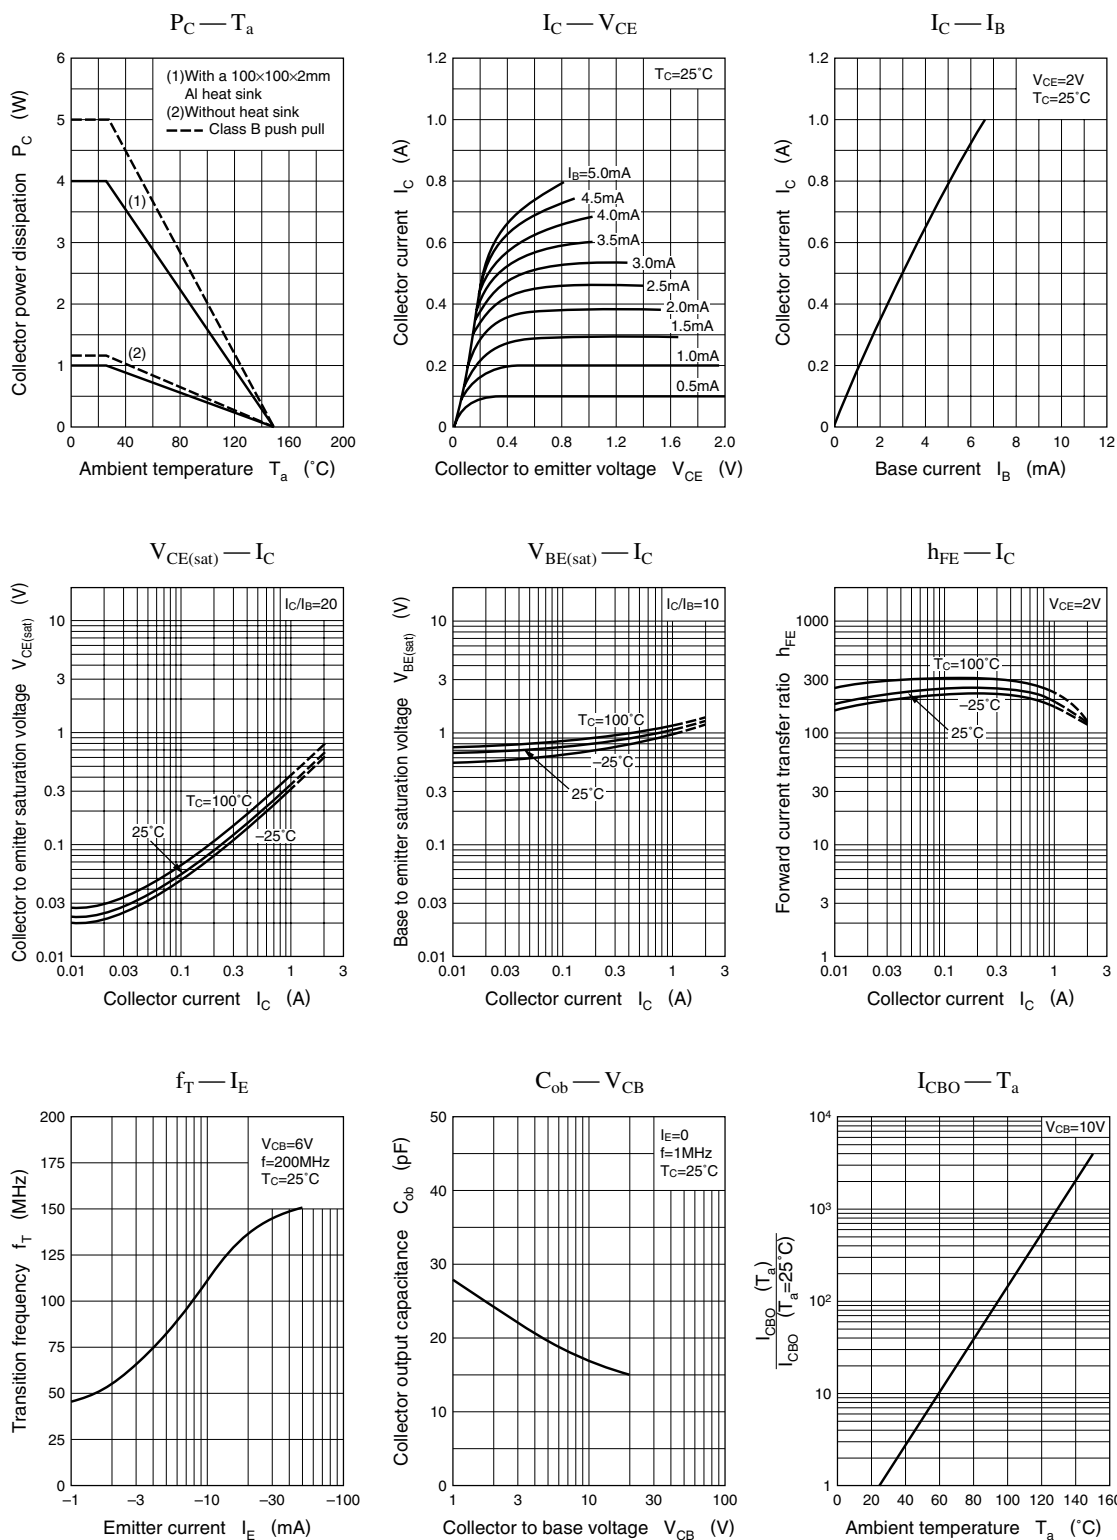 P_C — T_a
Collector power dissipation P_C (W)
6
5
4
3
2
1
0
(1)With a 100×100×2mm
Al heat sink
(2)Without heat sink
Class B push pull
(1)
(2)
0 40 80 120 160 200
Ambient temperature T_a (˚C)
I_C — V_CE
Collector current I_C (A)
1.2
1.0
0.8
0.6
0.4
0.2
0
T_C=25˚C
I_B=5.0mA
4.5mA
4.0mA
3.5mA
3.0mA
2.5mA
2.0mA
1.5mA
1.0mA
0.5mA
0 0.4 0.8 1.2 1.6 2.0
Collector to emitter voltage V_CE (V)
I_C — I_B
Collector current I_C (A)
1.2
1.0
0.8
0.6
0.4
0.2
0
V_CE=2V
T_C=25˚C
0 2 4 6 8 10 12
Base current I_B (mA)
V_CE(sat) — I_C
Collector to emitter saturation voltage V_CE(sat) (V)
10
3
1
0.3
0.1
0.03
0.01
I_C/I_B=20
T_C=100˚C
25˚C
–25˚C
0.01 0.03 0.1 0.3 1 3
Collector current I_C (A)
V_BE(sat) — I_C
Base to emitter saturation voltage V_BE(sat) (V)
10
3
1
0.3
0.1
0.03
0.01
I_C/I_B=10
T_C=100˚C
–25˚C
25˚C
0.01 0.03 0.1 0.3 1 3
Collector current I_C (A)
h_FE — I_C
Forward current transfer ratio h_FE
1000
300
100
30
10
3
1
V_CE=2V
T_C=100˚C
–25˚C
25˚C
0.01 0.03 0.1 0.3 1 3
Collector current I_C (A)
f_T — I_E
Transition frequency f_T (MHz)
200
175
150
125
100
75
50
25
0
V_CB=6V
f=200MHz
T_C=25˚C
–1 –3 –10 –30 –100
Emitter current I_E (mA)
C_ob — V_CB
Collector output capacitance C_ob (pF)
50
40
30
20
10
0
I_E=0
f=1MHz
T_C=25˚C
1 3 10 30 100
Collector to base voltage V_CB (V)
I_CBO — T_a
I_CBO (T_a)
I_CBO (T_a=25˚C)
10⁴
10³
10²
10
1
V_CB=10V
0 20 40 60 80 100 120 140 160
Ambient temperature T_a (˚C)